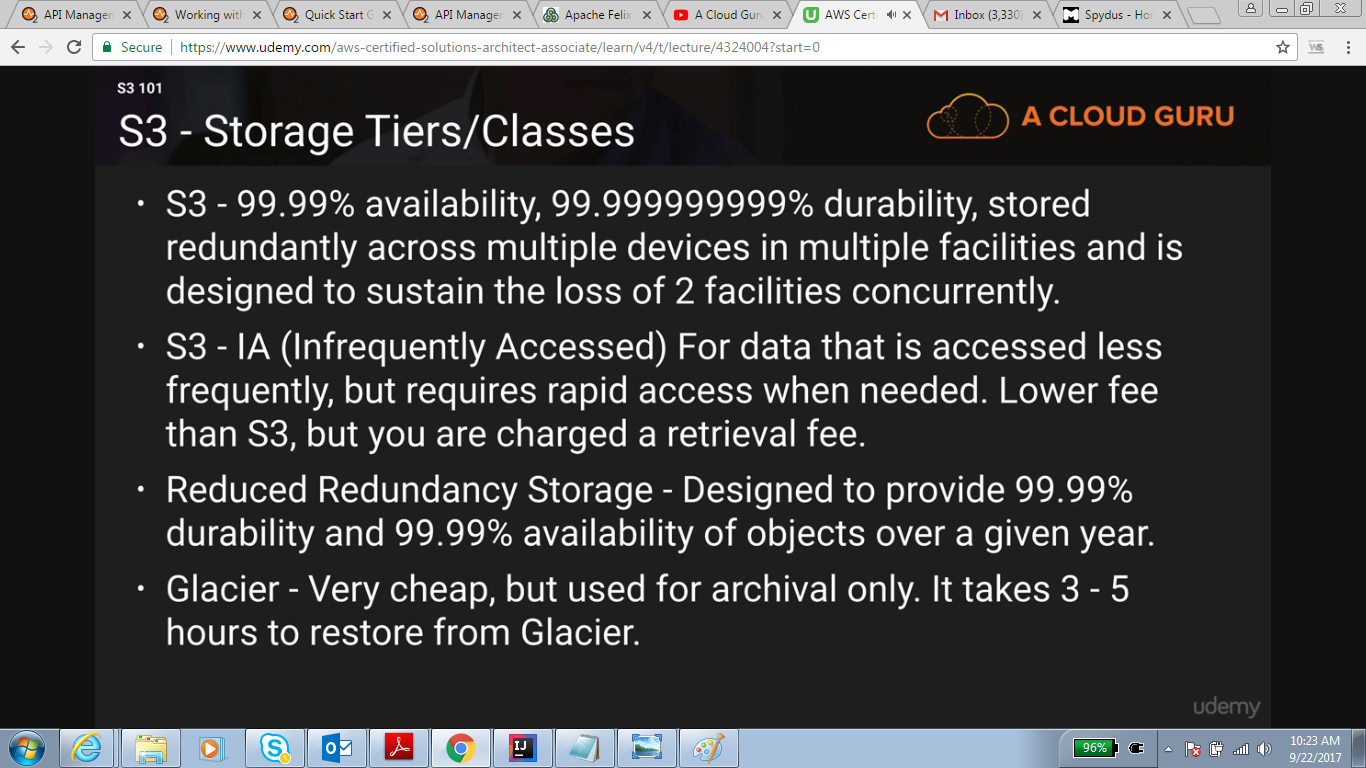 API Manager
Working with
Quick Start G
API Manager
Apache Felix
A Cloud Guru
AWS Certi
Inbox (3,330)
Spydus - Hor
Secure
https://www.udemy.com/aws-certified-solutions-architect-associate/learn/v4/t/lecture/4324004?start=0
WS
S3 101
S3 - Storage Tiers/Classes
A CLOUD GURU
• S3 - 99.99% availability, 99.999999999% durability, stored
redundantly across multiple devices in multiple facilities and is
designed to sustain the loss of 2 facilities concurrently.
• S3 - IA (Infrequently Accessed) For data that is accessed less
frequently, but requires rapid access when needed. Lower fee
than S3, but you are charged a retrieval fee.
• Reduced Redundancy Storage - Designed to provide 99.99%
durability and 99.99% availability of objects over a given year.
• Glacier - Very cheap, but used for archival only. It takes 3 - 5
hours to restore from Glacier.
udemy
96%
10:23 AM
9/22/2017